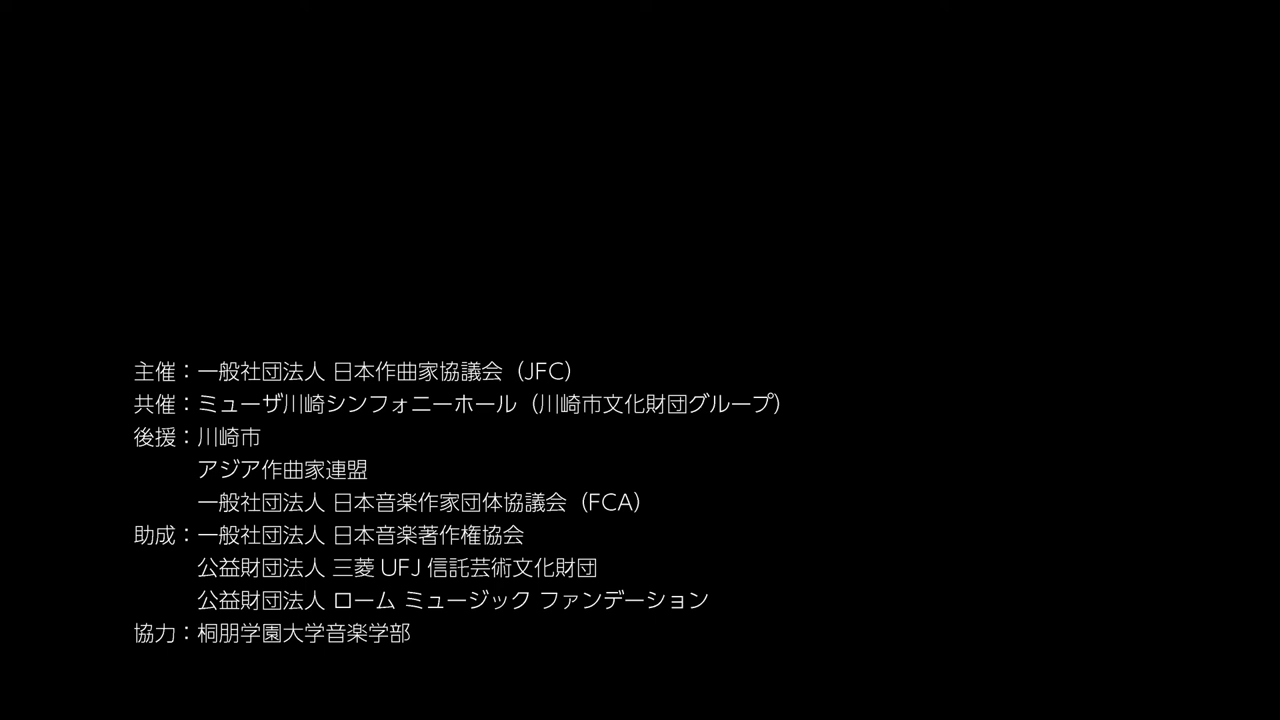 主催：一般社団法人 日本作曲家協議会（JFC）
共催：ミューザ川崎シンフォニーホール（川崎市文化財団グループ）
後援：川崎市
アジア作曲家連盟
一般社団法人 日本音楽作家団体協議会（FCA）
助成：一般社団法人 日本音楽著作権協会
公益財団法人 三菱 UFJ 信託芸術文化財団
公益財団法人 ローム ミュージック ファンデーション
協力：桐朋学園大学音楽学部